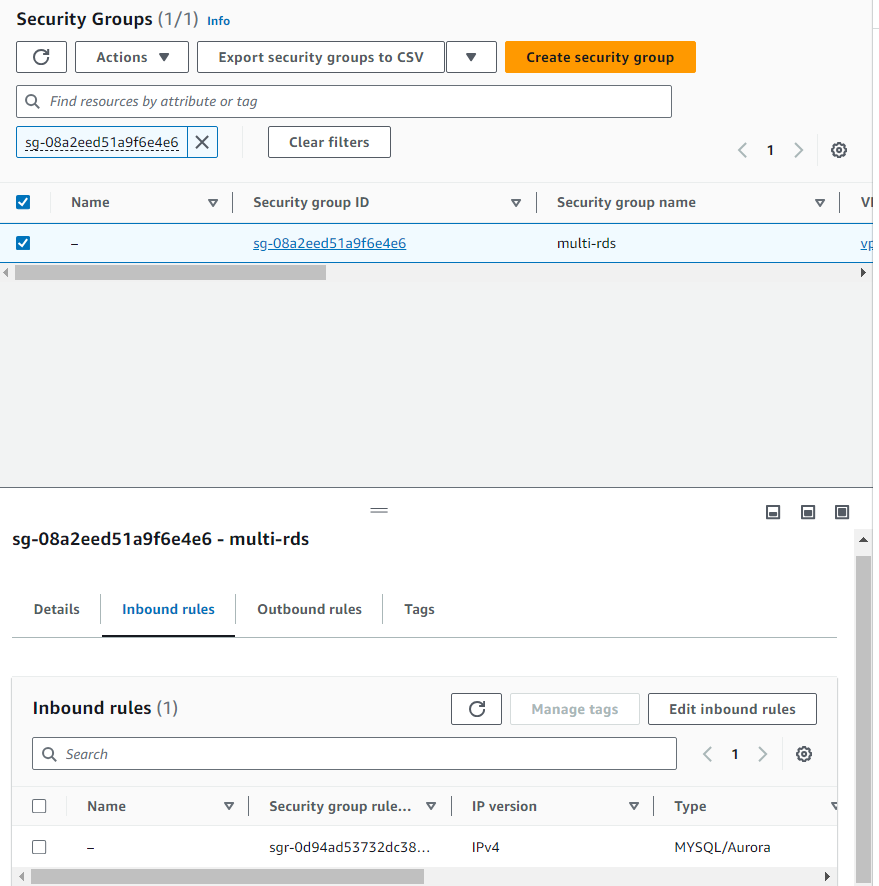 Security Groups (1/1) Info
Actions Export security groups to CSV Create security group
Find resources by attribute or tag
sg-08a2eed51a9f6e4e6 Clear filters
1
Name Security group ID Security group name
– sg-08a2eed51a9f6e4e6 multi-rds
sg-08a2eed51a9f6e4e6 - multi-rds
Details Inbound rules Outbound rules Tags
Inbound rules (1) Manage tags Edit inbound rules
Search 1
Name Security group rule... IP version Type
– sgr-0d94ad53732dc38... IPv4 MYSQL/Aurora